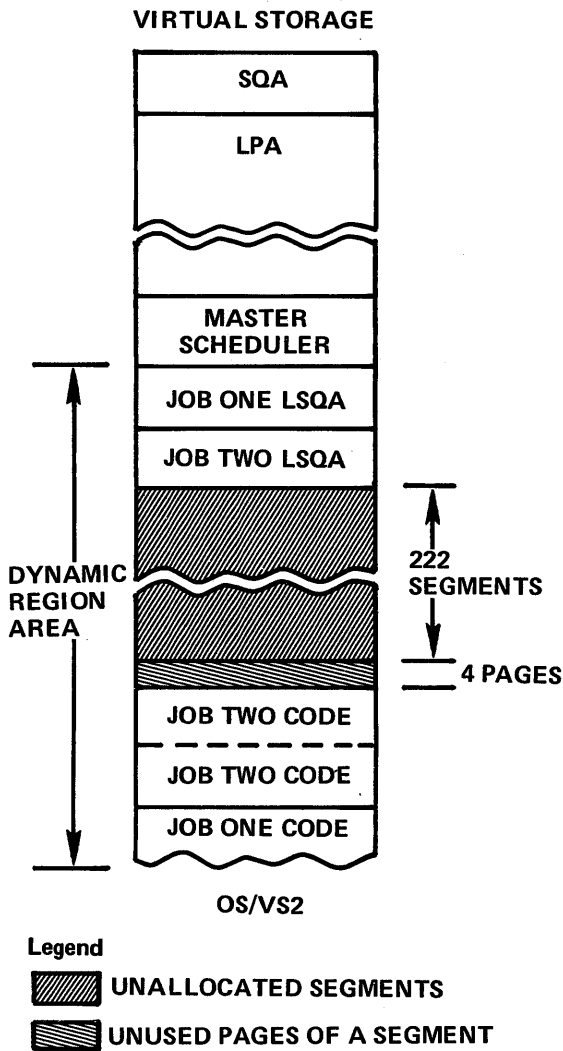 VIRTUAL STORAGE
SQA
LPA
MASTER
SCHEDULER
JOB ONE LSQA
JOB TWO LSQA
DYNAMIC
REGION
AREA
222
SEGMENTS
4 PAGES
JOB TWO CODE
JOB TWO CODE
JOB ONE CODE
OS/VS2
Legend
UNALLOCATED SEGMENTS
UNUSED PAGES OF A SEGMENT